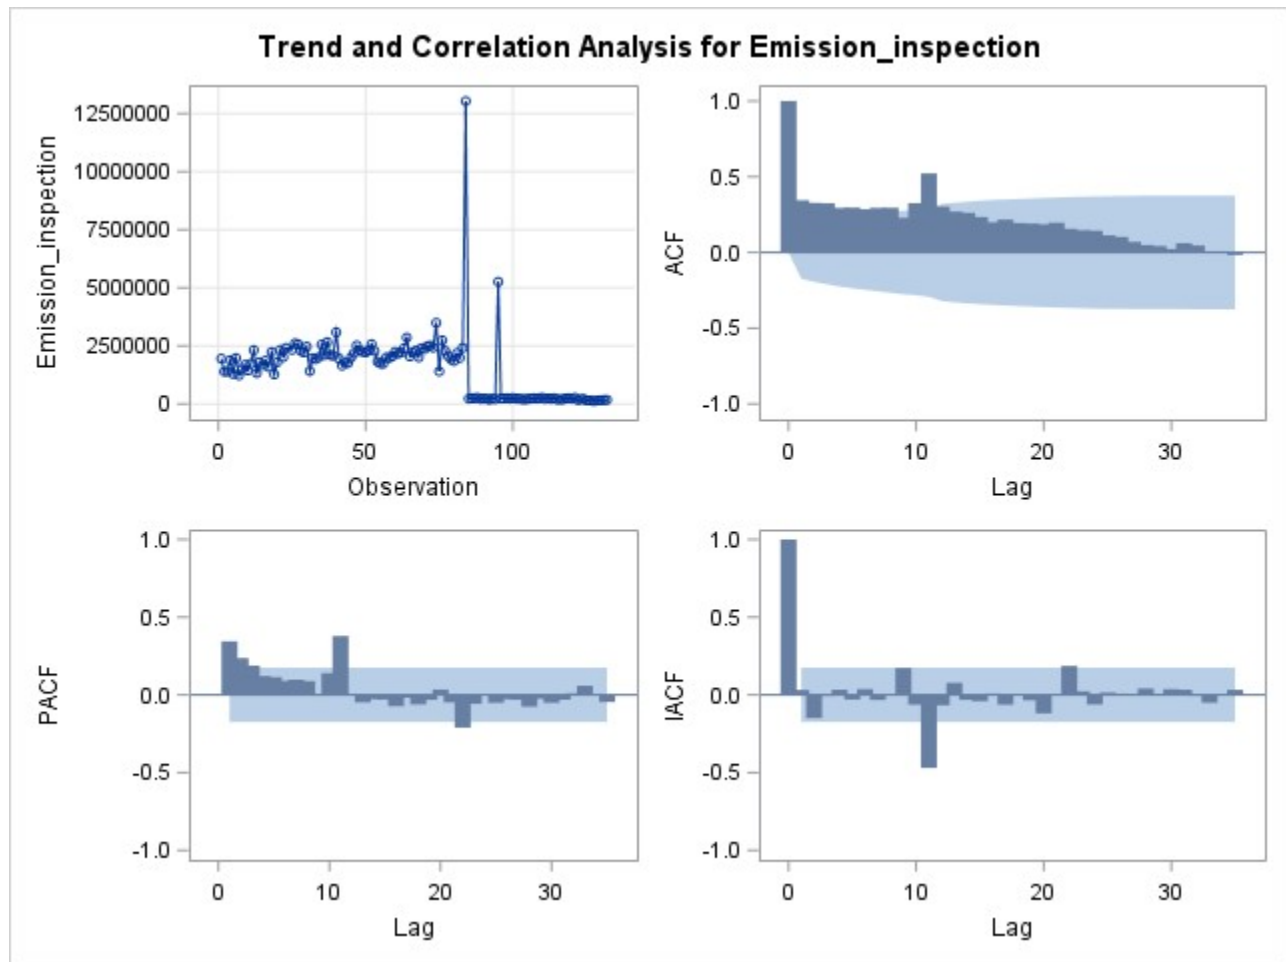 Trend and Correlation Analysis for Emission_inspection
Emission_inspection
12500000
10000000
7500000
5000000
2500000
0
0 50 100
Observation
ACF
1.0
0.5
0.0
-0.5
-1.0
0 10 20 30
Lag
PACF
1.0
0.5
0.0
-0.5
-1.0
0 10 20 30
Lag
IACF
1.0
0.5
0.0
-0.5
-1.0
0 10 20 30
Lag